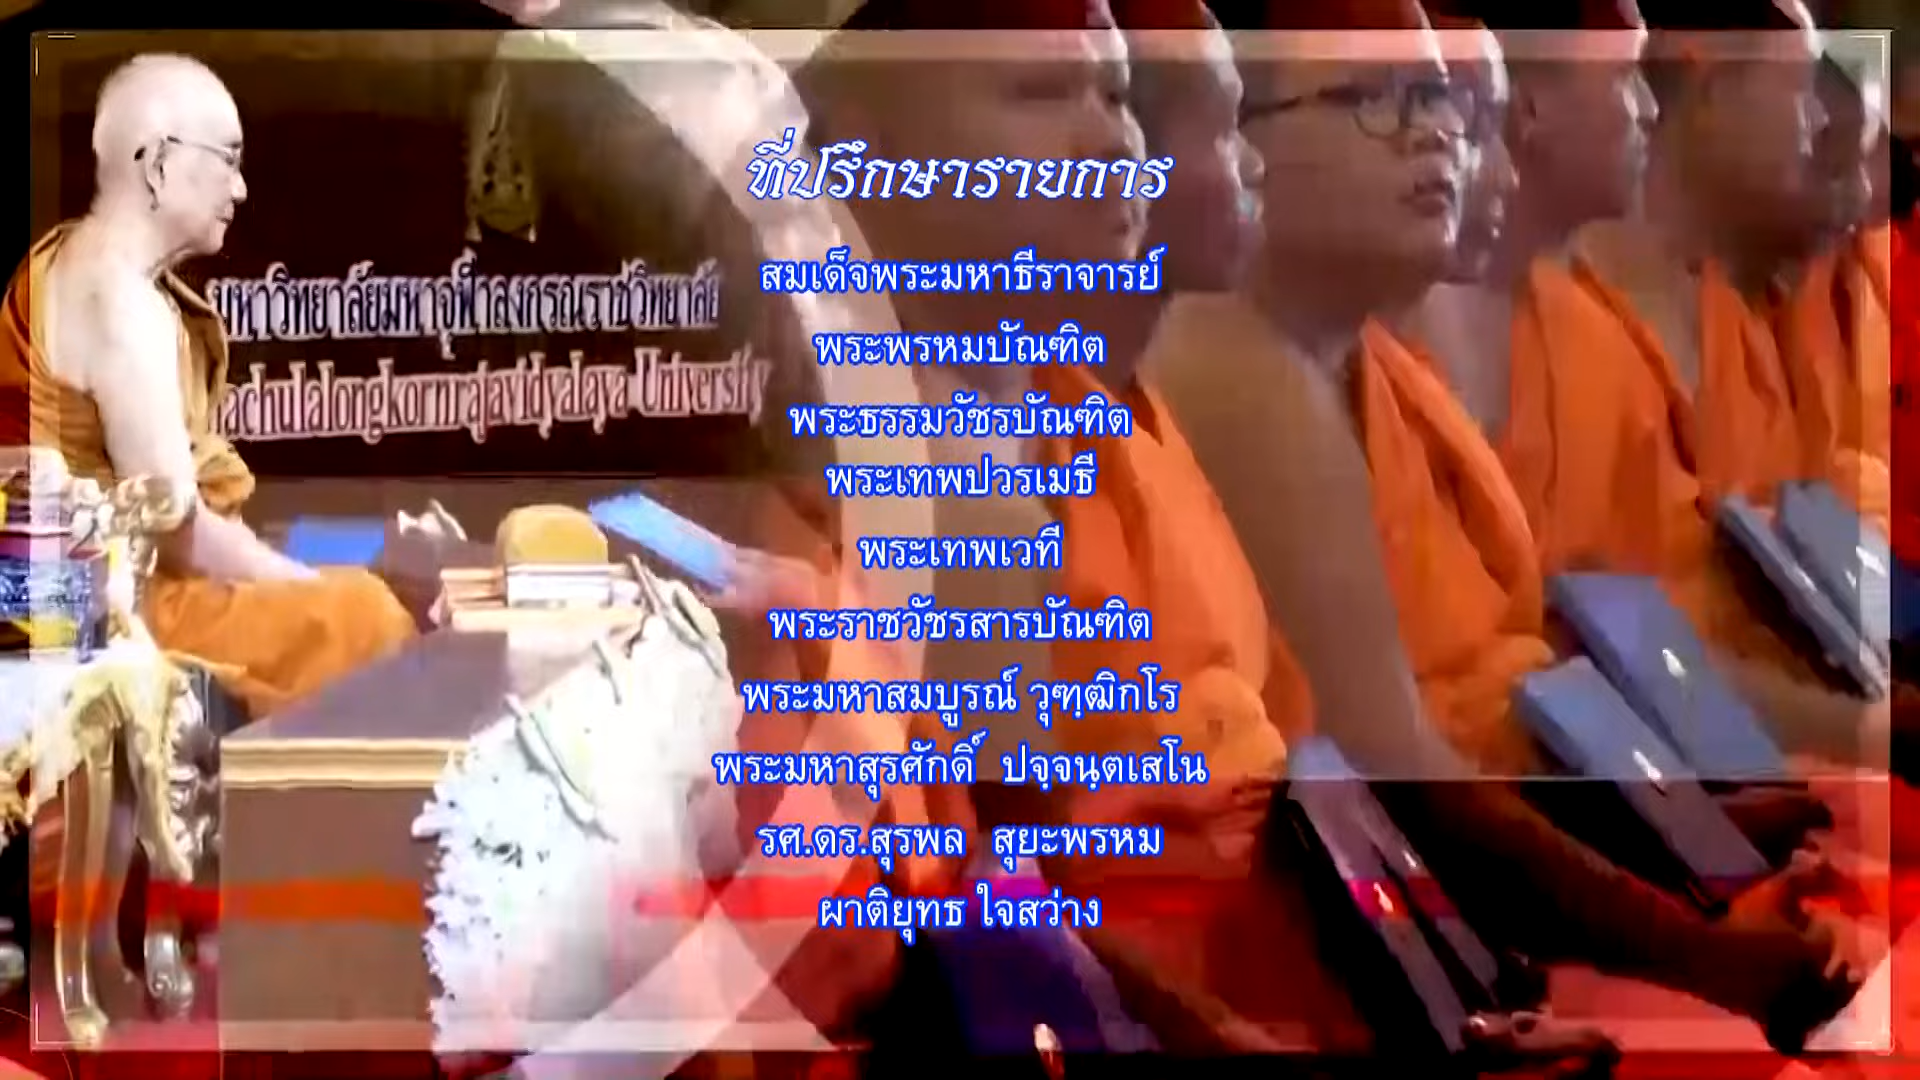 ที่ปรึกษารายการ
สมเด็จพระมหาธีราจารย์
พระพรหมบัณฑิต
พระธรรมวัชรบัณฑิต
พระเทพปวรเมธี
พระเทพเวที
พระราชวัชรสารบัณฑิต
พระมหาสมบูรณ์ วุฑฺฒิกโร
พระมหาสุรศักดิ์ ปจฺจนฺตเสโน
รศ.ดร.สุรพล สุยะพรหม
ผาติยุทธ ใจสว่าง
มหาวิทยาลัยมหาจุฬาลงกรณราชวิทยาลัย
achulalongkornrajavidyalaya University